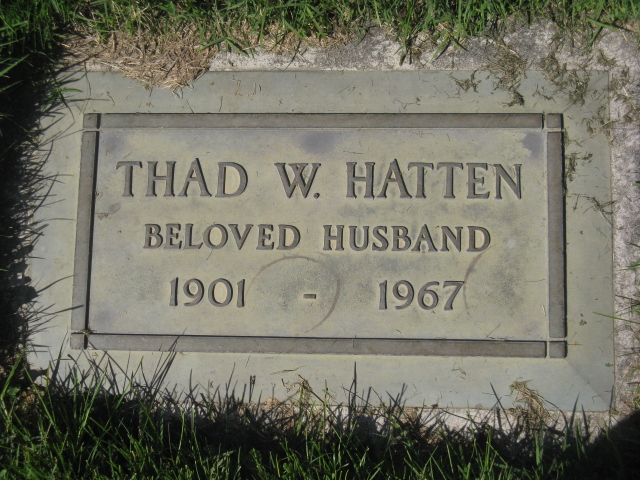 THAD W. HATTEN
BELOVED HUSBAND
1901 - 1967